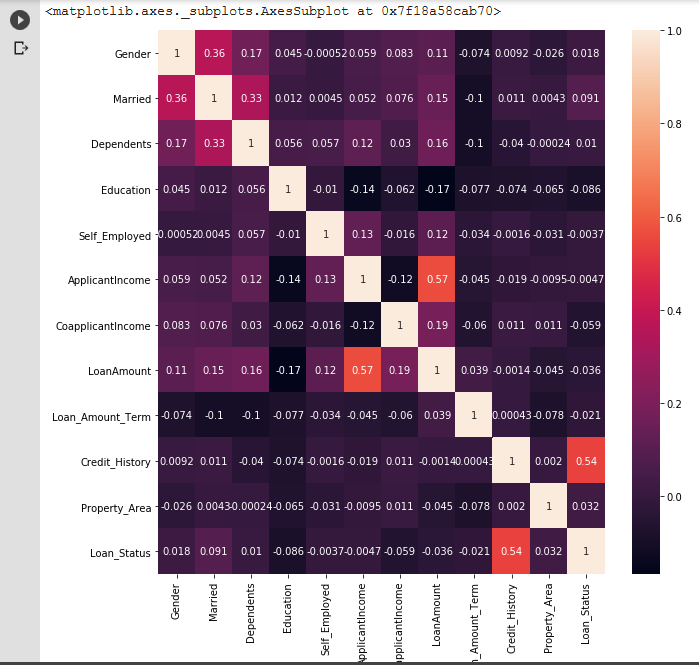 <matplotlib.axes._subplots.AxesSubplot at 0x7f18a58cab70>
Gender 1 0.36 0.17 0.045 -0.00052 0.059 0.083 0.11 -0.074 0.0092 -0.026 0.018
Married 0.36 1 0.33 0.012 0.0045 0.052 0.076 0.15 -0.1 0.011 0.0043 0.091
Dependents 0.17 0.33 1 0.056 0.057 0.12 0.03 0.16 -0.1 -0.04 -0.00024 0.01
Education 0.045 0.012 0.056 1 -0.01 -0.14 -0.062 -0.17 -0.077 -0.074 -0.065 -0.086
Self_Employed -0.00052 0.0045 0.057 -0.01 1 0.13 -0.016 0.12 -0.034 -0.0016 -0.031 -0.0037
ApplicantIncome 0.059 0.052 0.12 -0.14 0.13 1 -0.12 0.57 -0.045 -0.019 -0.0095 -0.0047
CoapplicantIncome 0.083 0.076 0.03 -0.062 -0.016 -0.12 1 0.19 -0.06 0.011 0.011 -0.059
LoanAmount 0.11 0.15 0.16 -0.17 0.12 0.57 0.19 1 0.039 -0.0014 -0.045 -0.036
Loan_Amount_Term -0.074 -0.1 -0.1 -0.077 -0.034 -0.045 -0.06 0.039 1 0.00043 -0.078 -0.021
Credit_History 0.0092 0.011 -0.04 -0.074 -0.0016 -0.019 0.011 -0.0014 0.00043 1 0.002 0.54
Property_Area -0.026 0.0043 -0.00024 -0.065 -0.031 -0.0095 0.011 -0.045 -0.078 0.002 1 0.032
Loan_Status 0.018 0.091 0.01 -0.086 -0.0037 -0.0047 -0.059 -0.036 -0.021 0.54 0.032 1
Gender
Married
Dependents
Education
Self_Employed
ApplicantIncome
applicantIncome
LoanAmount
n_Amount_Term
Credit_History
Property_Area
Loan_Status
1.0
0.8
0.6
0.4
0.2
0.0